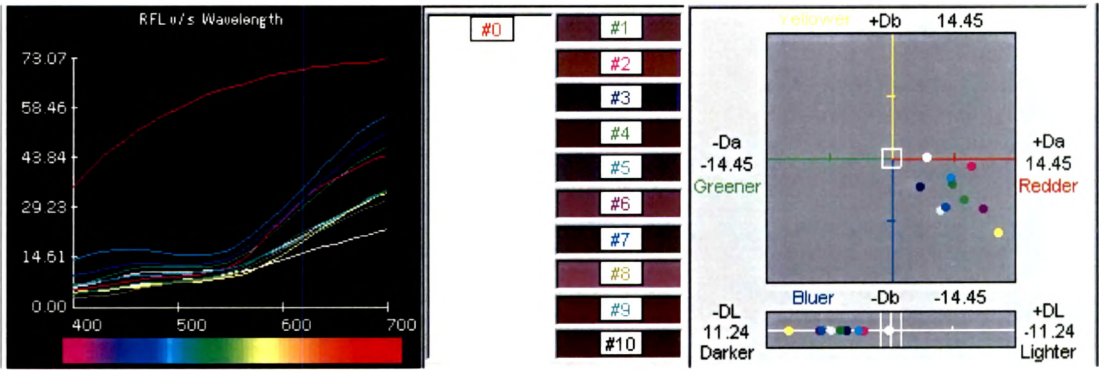 RFL v/s Wavelength
73.07
58.46
43.84
29.23
14.61
0.00
400 500 600 700
#0
#1
#2
#3
#4
#5
#6
#7
#8
#9
#10
Yellower +Db 14.45
-Da
-14.45
Greener
+Da
14.45
Redder
Bluer -Db -14.45
-DL
11.24
Darker
+DL
-11.24
Lighter